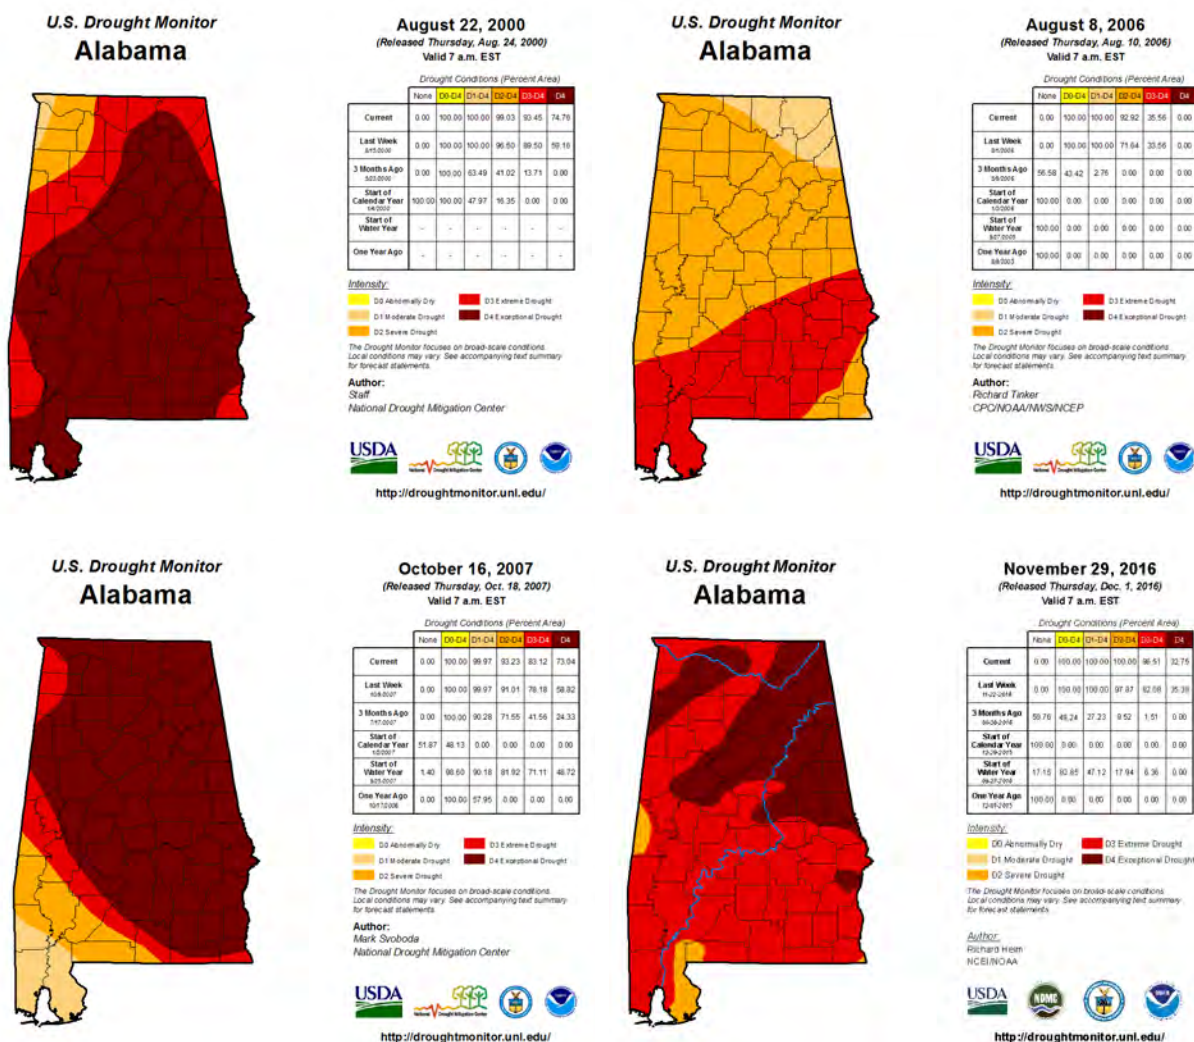 U.S. Drought Monitor
Alabama
August 22, 2000
(Released Thursday, Aug. 24, 2000)
Valid 7 a.m. EST
Drought Conditions (Percent Area)
None D0-D4 D1-D4 D2-D4 D3-D4 D4
Current 0.00 100.00 100.00 99.03 93.45 74.76
Last Week 0.00 100.00 100.00 96.50 89.50 59.18
3 Months Ago 0.00 100.00 63.49 41.02 13.71 0.00
Start of Calendar Year 100.00 100.00 47.97 16.35 0.00 0.00
Start of Water Year - - - - -
One Year Ago - - - - -
Intensity:
D0 Abnormally Dry D3 Extreme Drought
D1 Moderate Drought D4 Exceptional Drought
D2 Severe Drought
The Drought Monitor focuses on broad-scale conditions.
Local conditions may vary. See accompanying text summary
for forecast statements.
Author:
Staff
National Drought Mitigation Center
USDA
National Drought Mitigation Center
http://droughtmonitor.unl.edu/
U.S. Drought Monitor
Alabama
August 8, 2006
(Released Thursday, Aug. 10, 2006)
Valid 7 a.m. EST
Drought Conditions (Percent Area)
None D0-D4 D1-D4 D2-D4 D3-D4 D4
Current 0.00 100.00 100.00 92.92 35.56 0.00
Last Week 0.00 100.00 100.00 71.64 33.56 0.00
3 Months Ago 56.58 43.42 2.76 0.00 0.00 0.00
Start of Calendar Year 100.00 0.00 0.00 0.00 0.00 0.00
Start of Water Year 100.00 0.00 0.00 0.00 0.00 0.00
One Year Ago 100.00 0.00 0.00 0.00 0.00 0.00
Intensity:
D0 Abnormally Dry D3 Extreme Drought
D1 Moderate Drought D4 Exceptional Drought
D2 Severe Drought
The Drought Monitor focuses on broad-scale conditions.
Local conditions may vary. See accompanying text summary
for forecast statements.
Author:
Richard Tinker
CPC/NOAA/NWS/NCEP
USDA
National Drought Mitigation Center
http://droughtmonitor.unl.edu/
U.S. Drought Monitor
Alabama
October 16, 2007
(Released Thursday, Oct. 18, 2007)
Valid 7 a.m. EST
Drought Conditions (Percent Area)
None D0-D4 D1-D4 D2-D4 D3-D4 D4
Current 0.00 100.00 99.97 93.23 83.12 73.04
Last Week 0.00 100.00 99.97 91.01 78.18 58.82
3 Months Ago 0.00 100.00 90.28 71.55 41.56 24.33
Start of Calendar Year 51.87 48.13 0.00 0.00 0.00 0.00
Start of Water Year 1.40 98.60 90.18 81.92 71.11 48.72
One Year Ago 0.00 100.00 57.95 0.00 0.00 0.00
Intensity:
D0 Abnormally Dry D3 Extreme Drought
D1 Moderate Drought D4 Exceptional Drought
D2 Severe Drought
The Drought Monitor focuses on broad-scale conditions.
Local conditions may vary. See accompanying text summary
for forecast statements.
Author:
Mark Svoboda
National Drought Mitigation Center
USDA
National Drought Mitigation Center
http://droughtmonitor.unl.edu/
U.S. Drought Monitor
Alabama
November 29, 2016
(Released Thursday, Dec. 1, 2016)
Valid 7 a.m. EST
Drought Conditions (Percent Area)
None D0-D4 D1-D4 D2-D4 D3-D4 D4
Current 0.00 100.00 100.00 100.00 32.75
Last Week 0.00 100.00 100.00 35.39
3 Months Ago 27.23 9.52 1.51 0.00
Start of Calendar Year 100.00 0.00 0.00 0.00 0.00 0.00
Start of Water Year 17.15 47.12 17.94 6.36 0.00
One Year Ago 100.00 0.00 0.00 0.00 0.00 0.00
Intensity:
D0 Abnormally Dry D3 Extreme Drought
D1 Moderate Drought D4 Exceptional Drought
D2 Severe Drought
The Drought Monitor focuses on broad-scale conditions.
Local conditions may vary. See accompanying text summary
for forecast statements.
Author:
Richard Heim
NCEI/NOAA
USDA
NDMC
http://droughtmonitor.unl.edu/